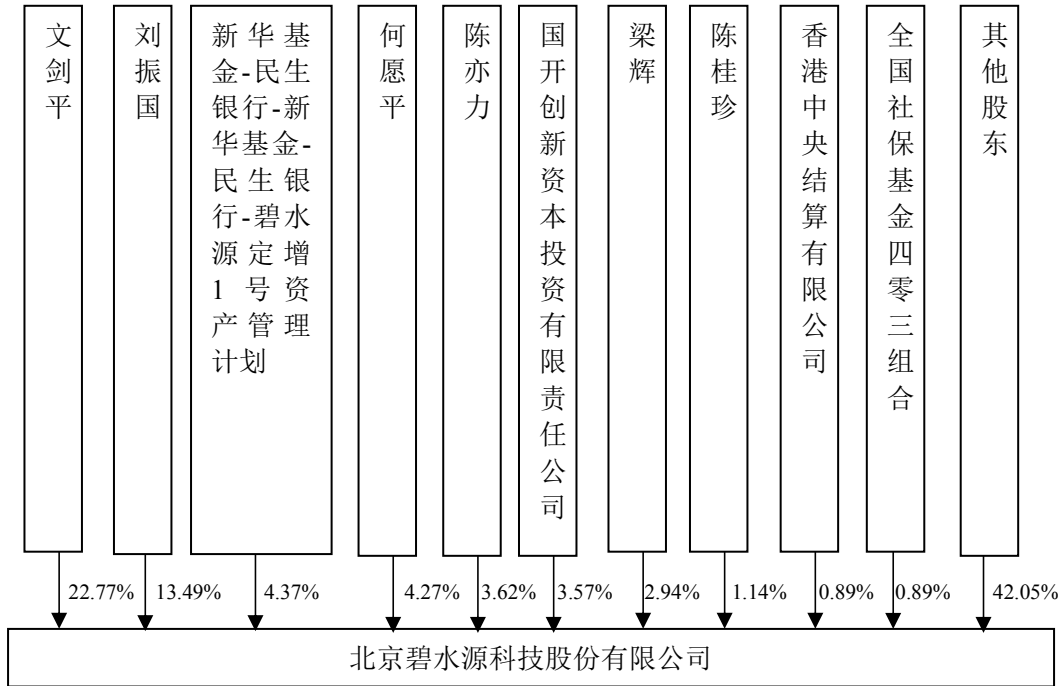 文剑平
刘振国
新华基
金-民生
银行-新
华基金-
民生银
行-碧水
源定增
1号资
产管理
计划
何愿平
陈亦力
国开创新资本投资有限责任公司
梁辉
陈桂珍
香港中央结算有限公司
全国社保基金四零三组合
其他股东
22.77%
13.49%
4.37%
4.27%
3.62%
3.57%
2.94%
1.14%
0.89%
0.89%
42.05%
北京碧水源科技股份有限公司